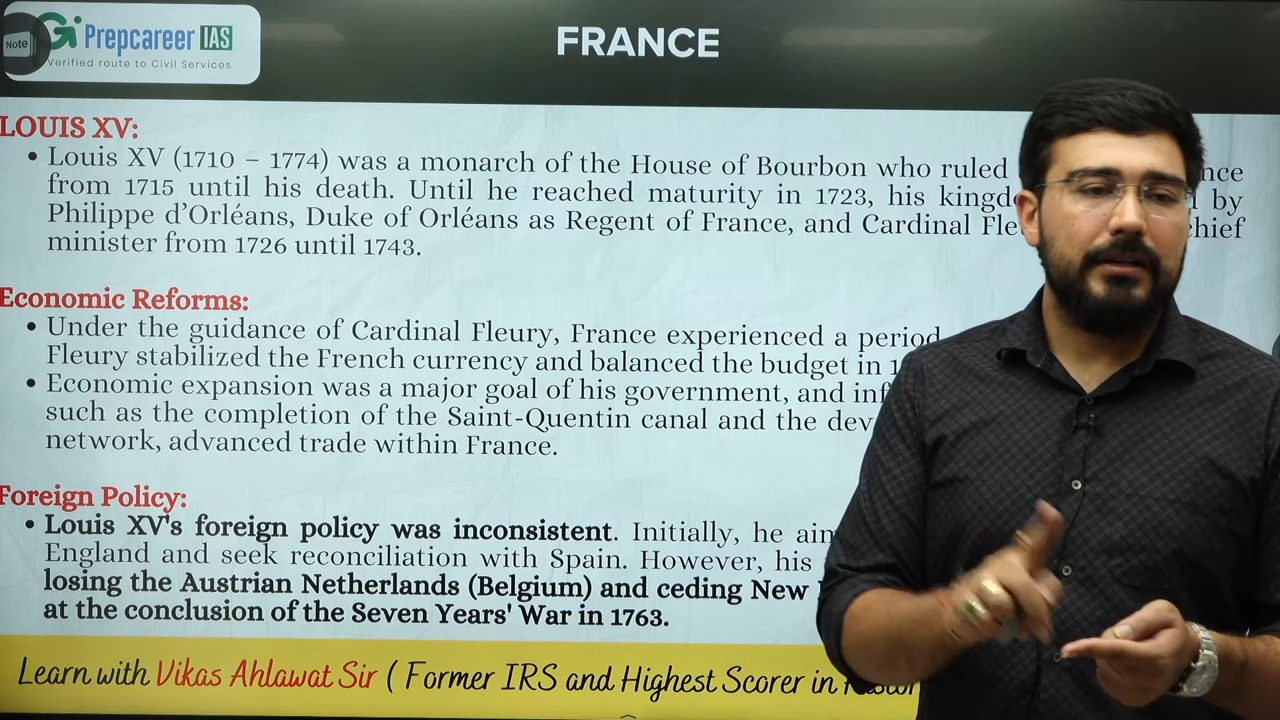 Note
Prepcareer IAS
Verified route to Civil Services
FRANCE
LOUIS XV:
• Louis XV (1710 – 1774) was a monarch of the House of Bourbon who ruled
from 1715 until his death. Until he reached maturity in 1723, his by
Philippe d'Orléans, Duke of Orléans as Regent of France, and Cardinal
minister from 1726 until 1743.
Economic Reforms:
• Under the guidance of Cardinal Fleury, France experienced a period
Fleury stabilized the French currency and balanced the budget in
• Economic expansion was a major goal of his government, and
such as the completion of the Saint-Quentin canal and the
network, advanced trade within France.
Foreign Policy:
• Louis XV's foreign policy was inconsistent. Initially, he
England and seek reconciliation with Spain. However, his
losing the Austrian Netherlands (Belgium) and ceding New
at the conclusion of the Seven Years' War in 1763.
Learn with Vikas Ahlawat Sir ( Former IRS and Highest Scorer in